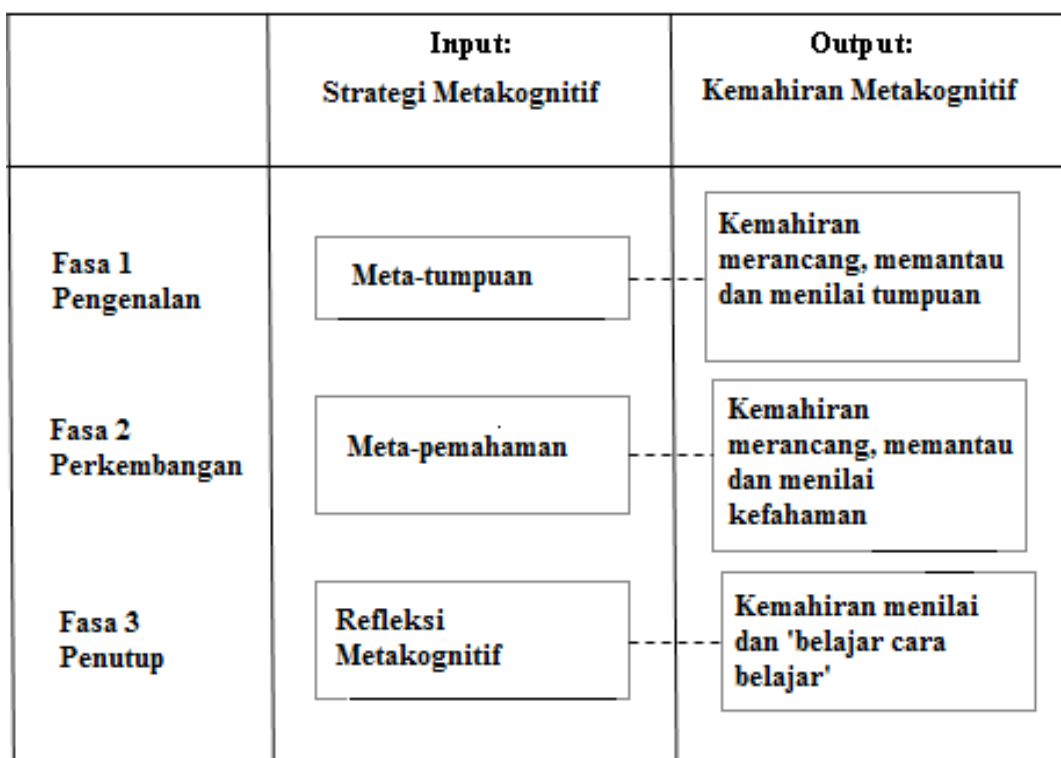 Input:
Strategi Metakognitif
Output:
Kemahiran Metakognitif
Fasa 1
Pengenalan
Meta-tumpuan
Kemahiran
merancang, memantau
dan menilai tumpuan
Fasa 2
Perkembangan
Meta-pemahaman
Kemahiran
merancang, memantau
dan menilai
kefahaman
Fasa 3
Penutup
Refleksi
Metakognitif
Kemahiran menilai
dan 'belajar cara
belajar'